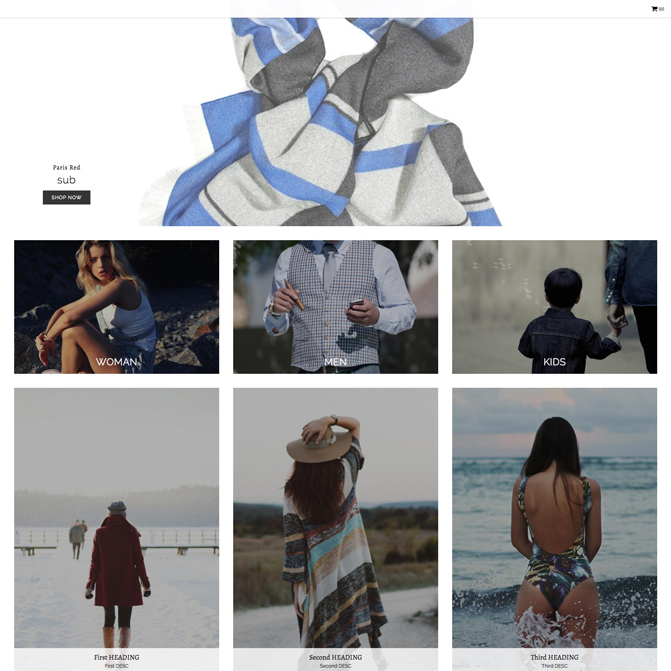 (0)
Paris Red
sub
SHOP NOW
WOMAN
MEN
KIDS
First HEADING
First DESC
Second HEADING
Second DESC
Third HEADING
Third DESC